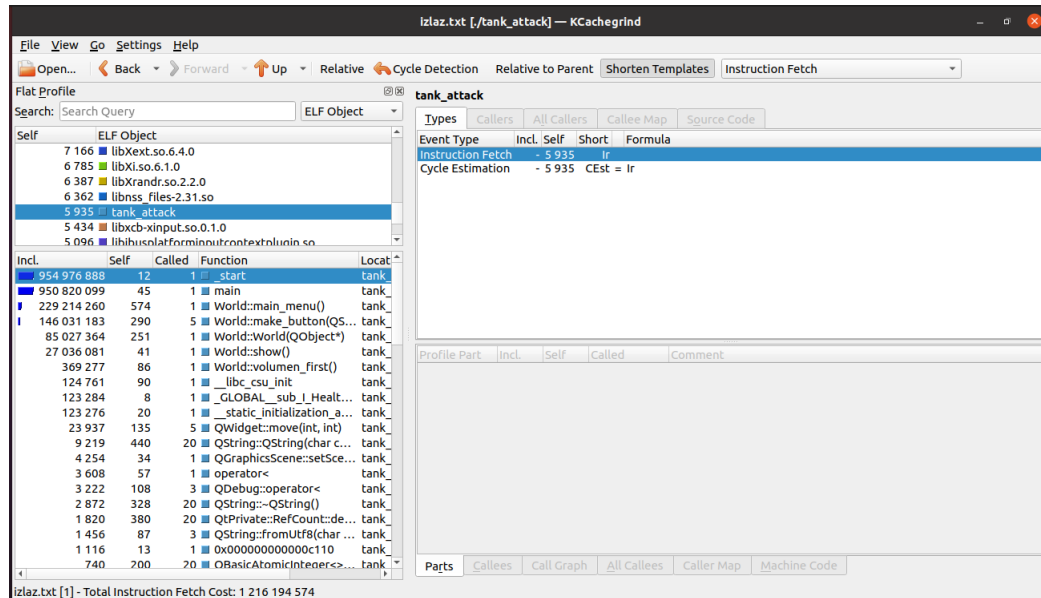 izlaz.txt [./tank_attack] — KCachegrind
File View Go Settings Help
Open... Back Forward Up Relative Cycle Detection Relative to Parent Shorten Templates Instruction Fetch
Flat Profile
Search: Search Query ELF Object
Self ELF Object
7 166 libXext.so.6.4.0
6 785 libXi.so.6.1.0
6 387 libXrandr.so.2.2.0
6 362 libnss_files-2.31.so
5 935 tank_attack
5 434 libxcb-xinput.so.0.1.0
5 096 libibusplatforminputcontextplugin.so
Incl. Self Called Function Locat
954 976 888 12 1 _start tank_
950 820 099 45 1 main tank_
229 214 260 574 1 World::main_menu() tank_
146 031 183 290 5 World::make_button(QS... tank_
85 027 364 251 1 World::World(QObject*) tank_
27 036 081 41 1 World::show() tank_
369 277 86 1 World::volumen_first() tank_
124 761 90 1 __libc_csu_init tank_
123 284 8 1 _GLOBAL__sub_I_Healt... tank_
123 276 20 1 __static_initialization_a... tank_
23 937 135 5 QWidget::move(int, int) tank_
9 219 440 20 QString::QString(char c... tank_
4 254 34 1 QGraphicsScene::setSce... tank_
3 608 57 1 operator< tank_
3 222 108 3 QDebug::operator< tank_
2 872 328 20 QString::~QString() tank_
1 820 380 20 QtPrivate::RefCount::de... tank_
1 456 87 3 QString::fromUtf8(char ... tank_
1 116 13 1 0x000000000000c110 tank_
740 200 20 QBasicAtomicInteger<>... tank_
tank_attack
Types Callers All Callers Callee Map Source Code
Event Type Incl. Self Short Formula
Instruction Fetch - 5 935 Ir
Cycle Estimation - 5 935 CEst = Ir
Profile Part Incl. Self Called Comment
Parts Callees Call Graph All Callees Caller Map Machine Code
izlaz.txt [1] - Total Instruction Fetch Cost: 1 216 194 574